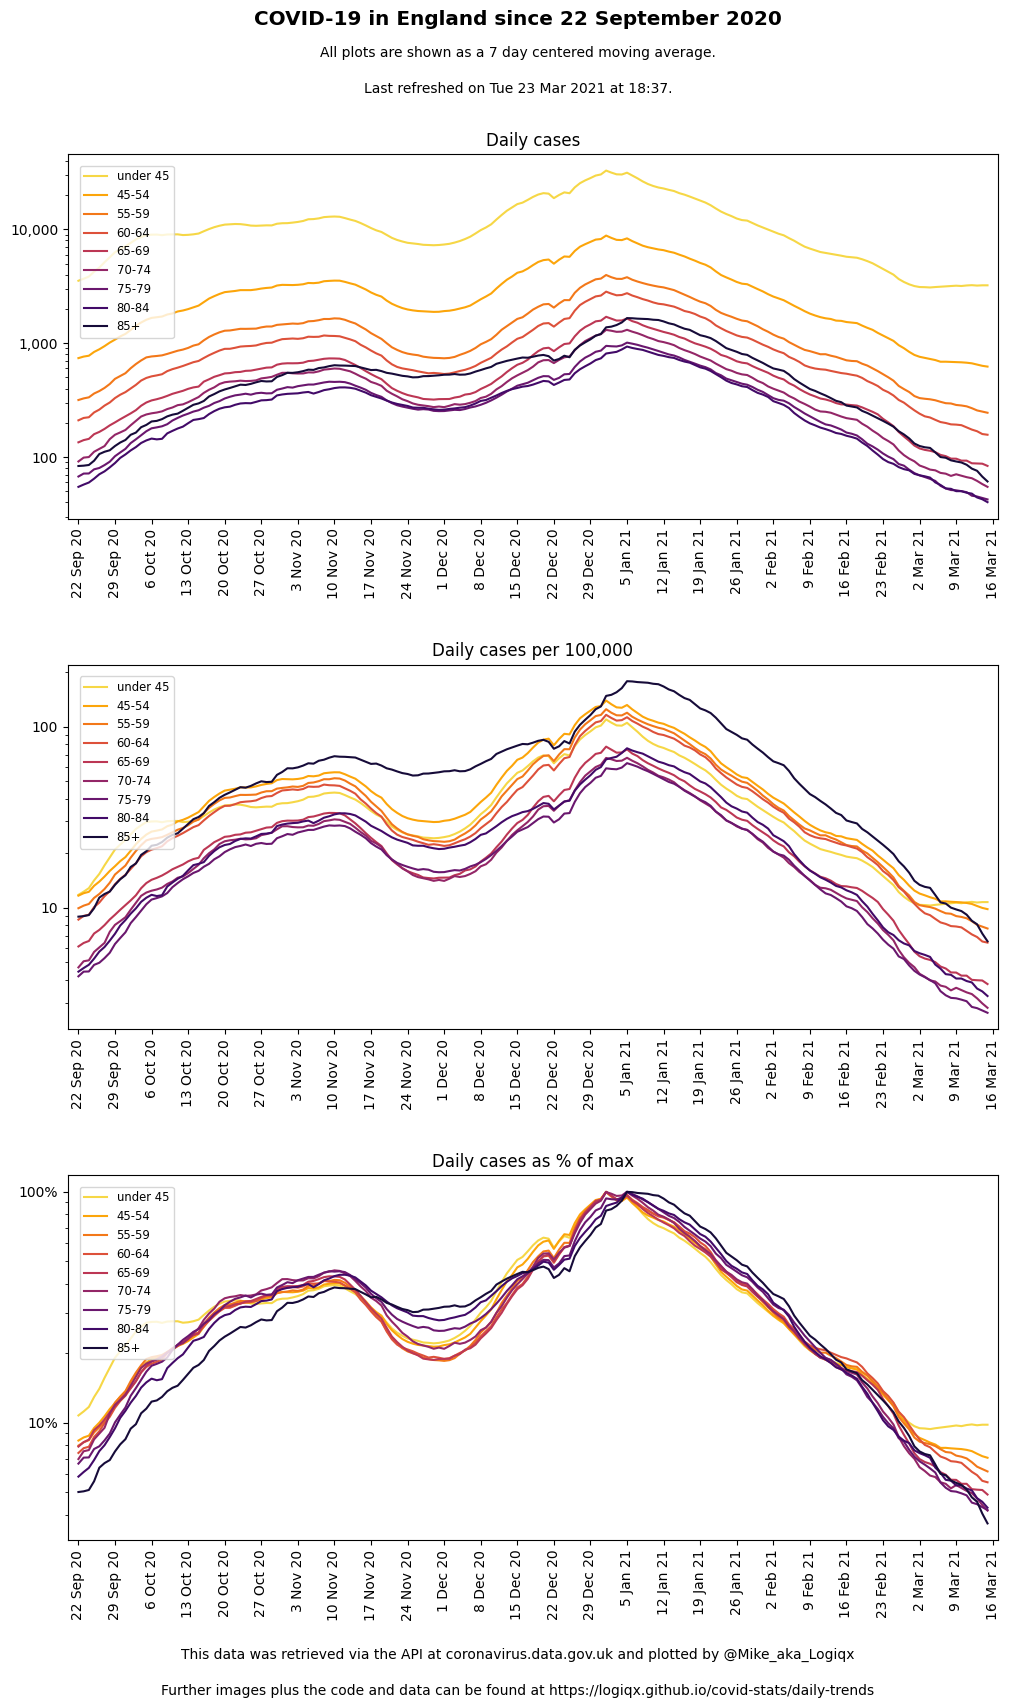 COVID-19 in England since 22 September 2020
All plots are shown as a 7 day centered moving average.
Last refreshed on Tue 23 Mar 2021 at 18:37.
Daily cases
under 45
45-54
55-59
60-64
65-69
70-74
75-79
80-84
85+
10,000
1,000
100
22 Sep 20
29 Sep 20
6 Oct 20
13 Oct 20
20 Oct 20
27 Oct 20
3 Nov 20
10 Nov 20
17 Nov 20
24 Nov 20
1 Dec 20
8 Dec 20
15 Dec 20
22 Dec 20
29 Dec 20
5 Jan 21
12 Jan 21
19 Jan 21
26 Jan 21
2 Feb 21
9 Feb 21
16 Feb 21
23 Feb 21
2 Mar 21
9 Mar 21
16 Mar 21
Daily cases per 100,000
under 45
45-54
55-59
60-64
65-69
70-74
75-79
80-84
85+
100
10
22 Sep 20
29 Sep 20
6 Oct 20
13 Oct 20
20 Oct 20
27 Oct 20
3 Nov 20
10 Nov 20
17 Nov 20
24 Nov 20
1 Dec 20
8 Dec 20
15 Dec 20
22 Dec 20
29 Dec 20
5 Jan 21
12 Jan 21
19 Jan 21
26 Jan 21
2 Feb 21
9 Feb 21
16 Feb 21
23 Feb 21
2 Mar 21
9 Mar 21
16 Mar 21
Daily cases as % of max
under 45
45-54
55-59
60-64
65-69
70-74
75-79
80-84
85+
100%
10%
22 Sep 20
29 Sep 20
6 Oct 20
13 Oct 20
20 Oct 20
27 Oct 20
3 Nov 20
10 Nov 20
17 Nov 20
24 Nov 20
1 Dec 20
8 Dec 20
15 Dec 20
22 Dec 20
29 Dec 20
5 Jan 21
12 Jan 21
19 Jan 21
26 Jan 21
2 Feb 21
9 Feb 21
16 Feb 21
23 Feb 21
2 Mar 21
9 Mar 21
16 Mar 21
This data was retrieved via the API at coronavirus.data.gov.uk and plotted by @Mike_aka_Logiqx
Further images plus the code and data can be found at https://logiqx.github.io/covid-stats/daily-trends